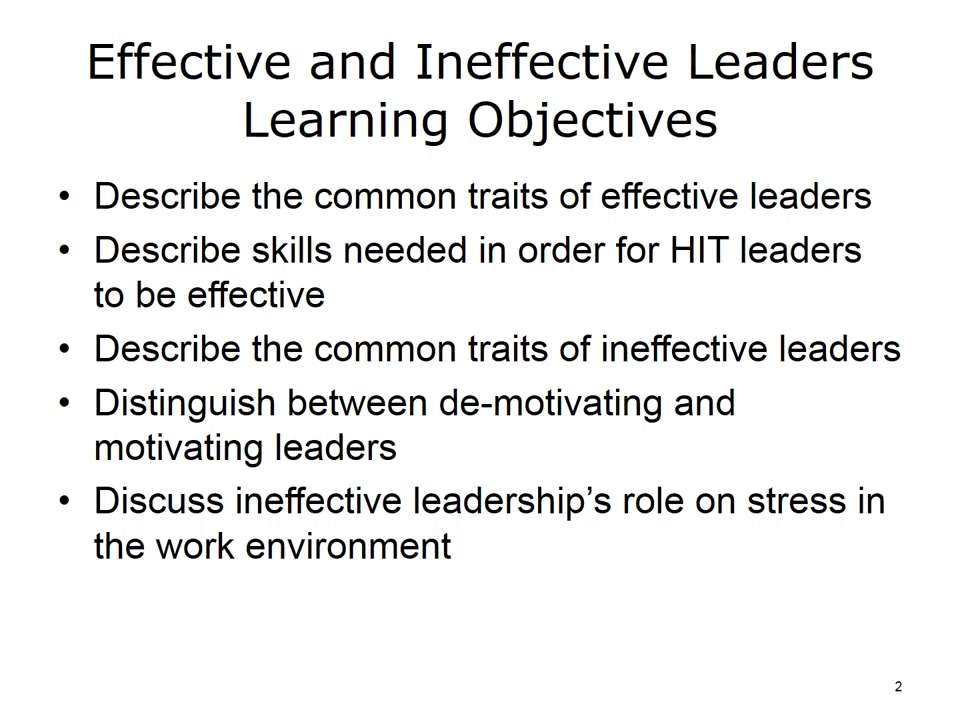 Effective and Ineffective Leaders
Learning Objectives
• Describe the common traits of effective leaders
• Describe skills needed in order for HIT leaders
to be effective
• Describe the common traits of ineffective leaders
• Distinguish between de-motivating and
motivating leaders
• Discuss ineffective leadership’s role on stress in
the work environment
2